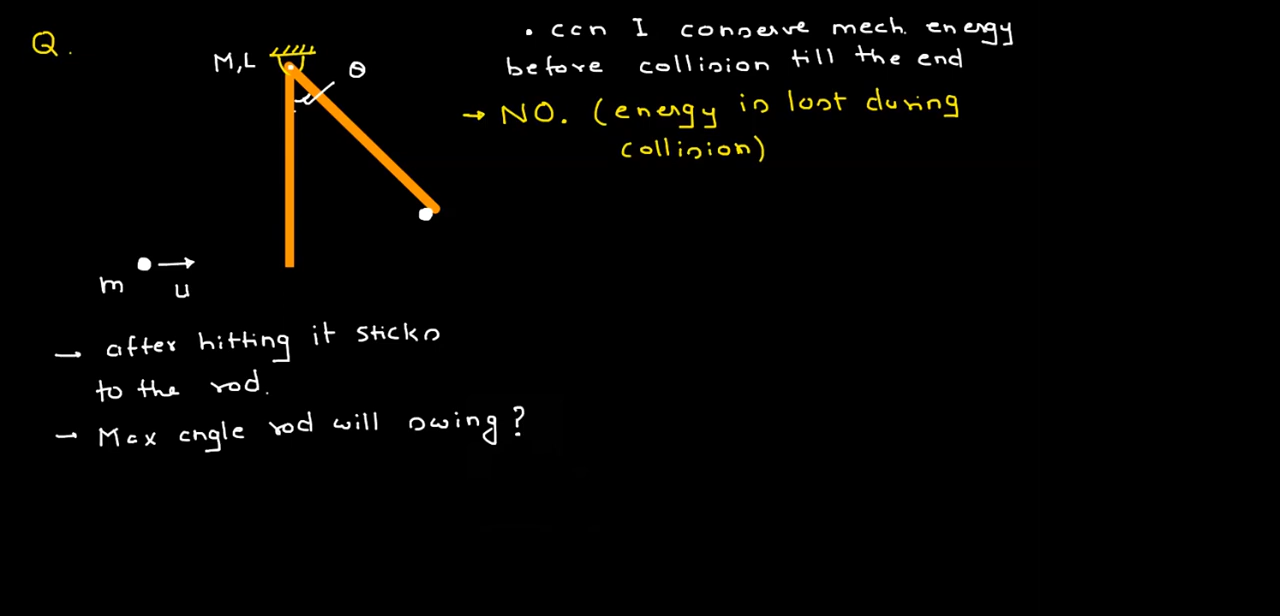 Q.
M,L
θ
m
u
→ after hitting it sticks
to the rod.
→ Max angle rod will swing?
• can I conserve mech. energy
before collision till the end
→ NO. (energy is lost during
collision)